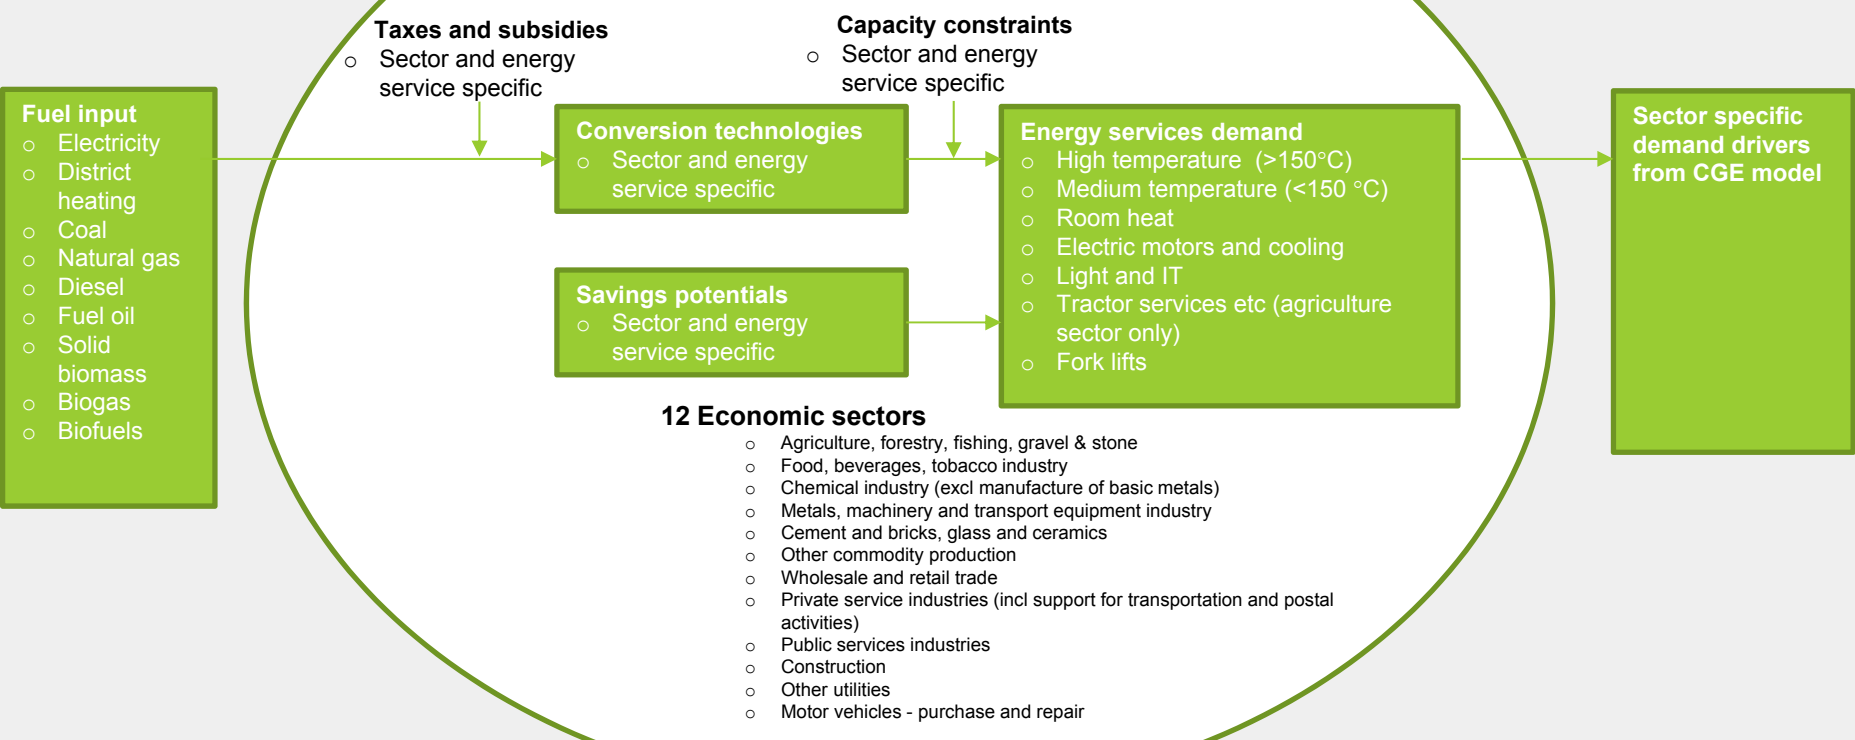 Taxes and subsidies
o Sector and energy
service specific
Capacity constraints
o Sector and energy
service specific
Fuel input
o Electricity
o District
heating
o Coal
o Natural gas
o Diesel
o Fuel oil
o Solid
biomass
o Biogas
o Biofuels
Conversion technologies
o Sector and energy
service specific
Savings potentials
o Sector and energy
service specific
Energy services demand
o High temperature (>150°C)
o Medium temperature (<150 °C)
o Room heat
o Electric motors and cooling
o Light and IT
o Tractor services etc (agriculture
sector only)
o Fork lifts
Sector specific
demand drivers
from CGE model
12 Economic sectors
o Agriculture, forestry, fishing, gravel & stone
o Food, beverages, tobacco industry
o Chemical industry (excl manufacture of basic metals)
o Metals, machinery and transport equipment industry
o Cement and bricks, glass and ceramics
o Other commodity production
o Wholesale and retail trade
o Private service industries (incl support for transportation and postal
activities)
o Public services industries
o Construction
o Other utilities
o Motor vehicles - purchase and repair